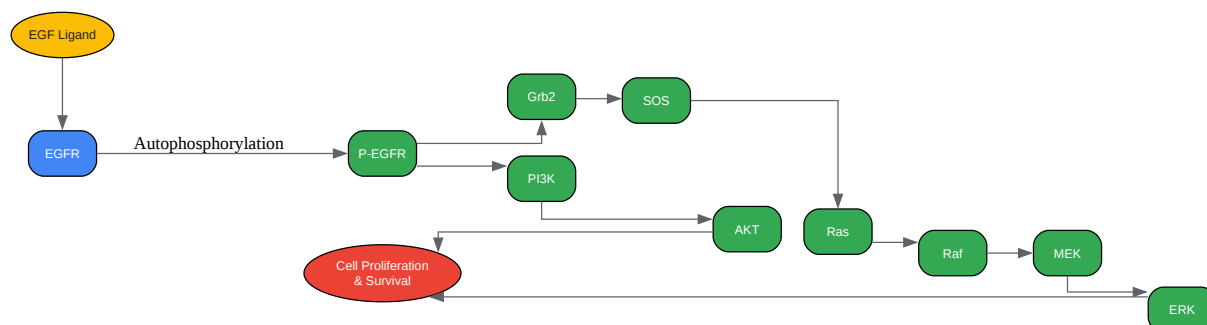 EGF Ligand
EGFR
Autophosphorylation
P-EGFR
Grb2
SOS
PI3K
AKT
Ras
Raf
MEK
Cell Proliferation
& Survival
ERK